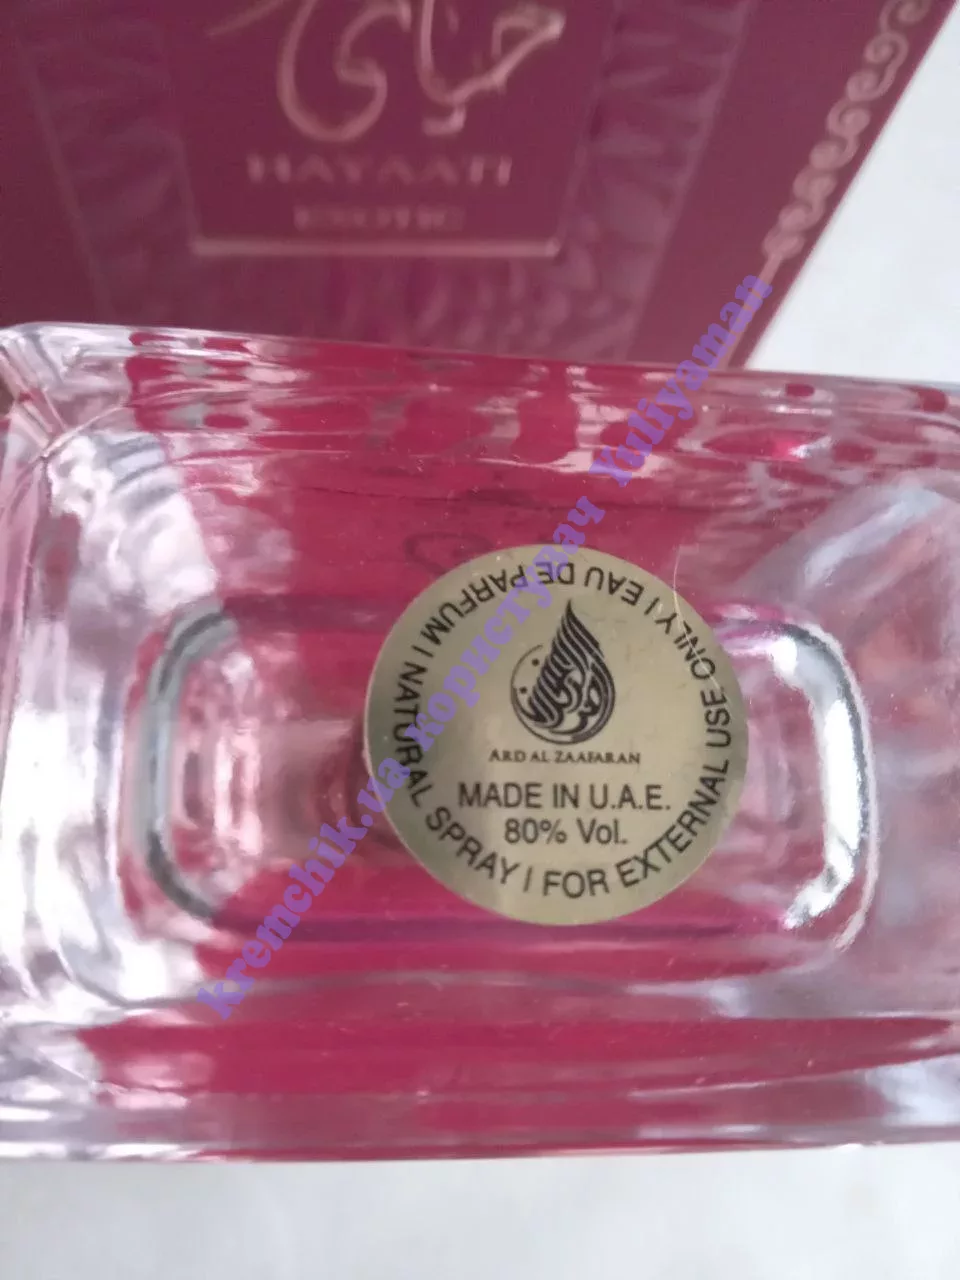 حياتي
HAYAATI
EXOTIC
EAU DE PARFUM | NATURAL SPRAY | FOR EXTERNAL USE ONLY |
ARD AL ZAAFARAN
MADE IN U.A.E.
80% Vol.
kremchik.ua користувач Yuliyaman